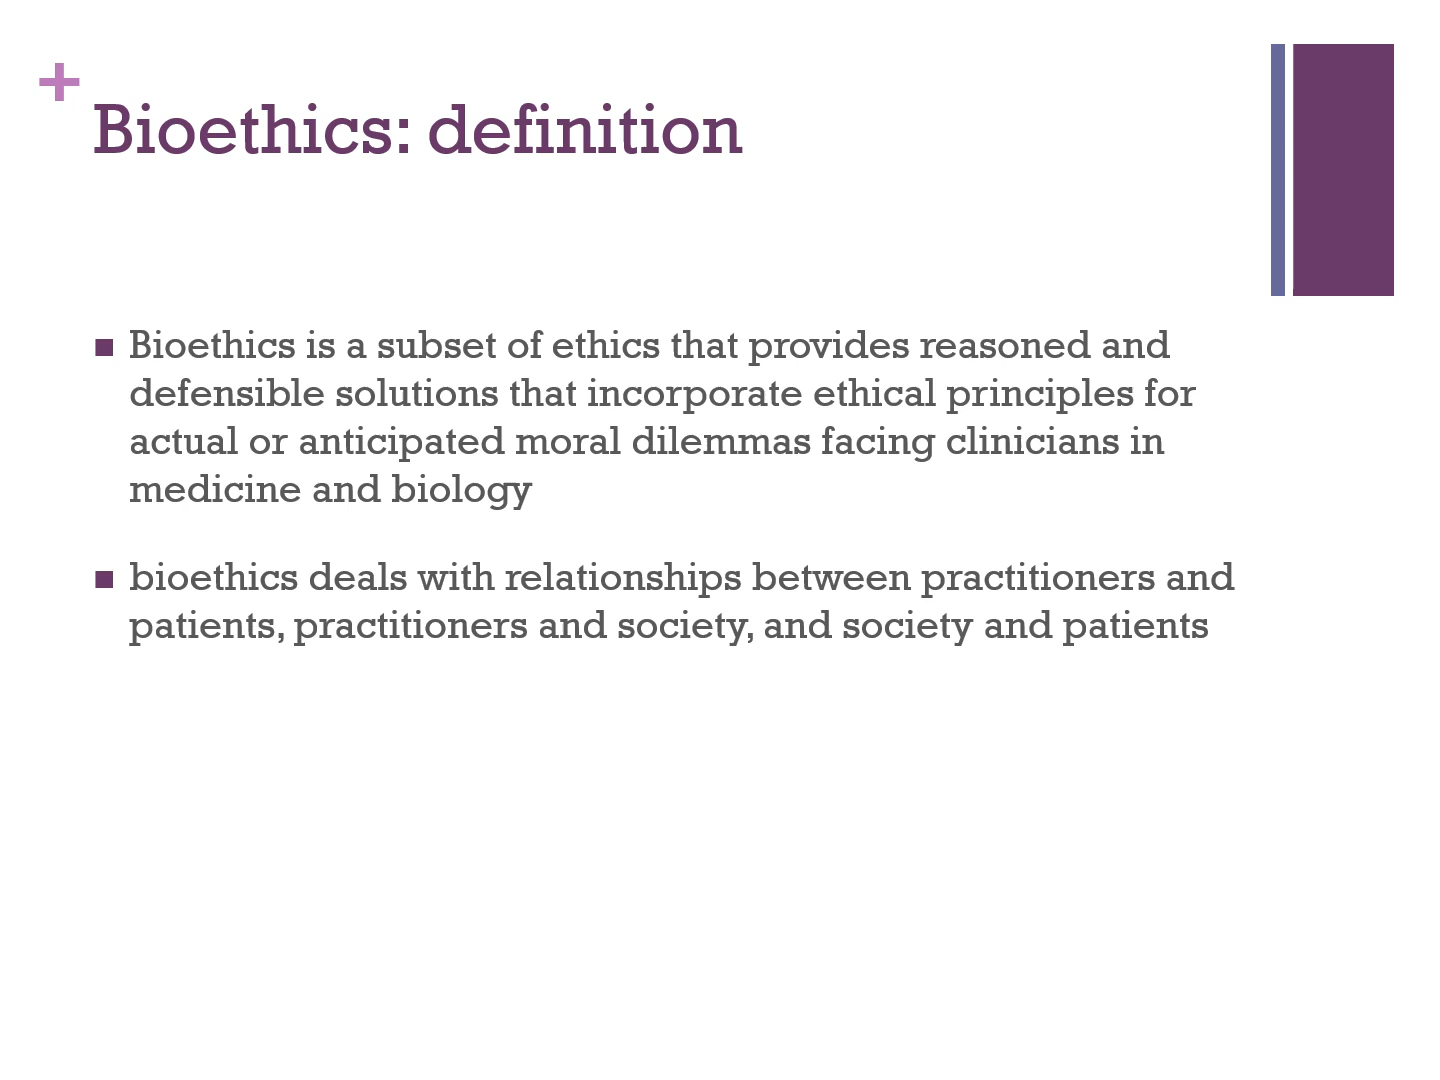 +
Bioethics: definition
■ Bioethics is a subset of ethics that provides reasoned and
defensible solutions that incorporate ethical principles for
actual or anticipated moral dilemmas facing clinicians in
medicine and biology
■ bioethics deals with relationships between practitioners and
patients, practitioners and society, and society and patients